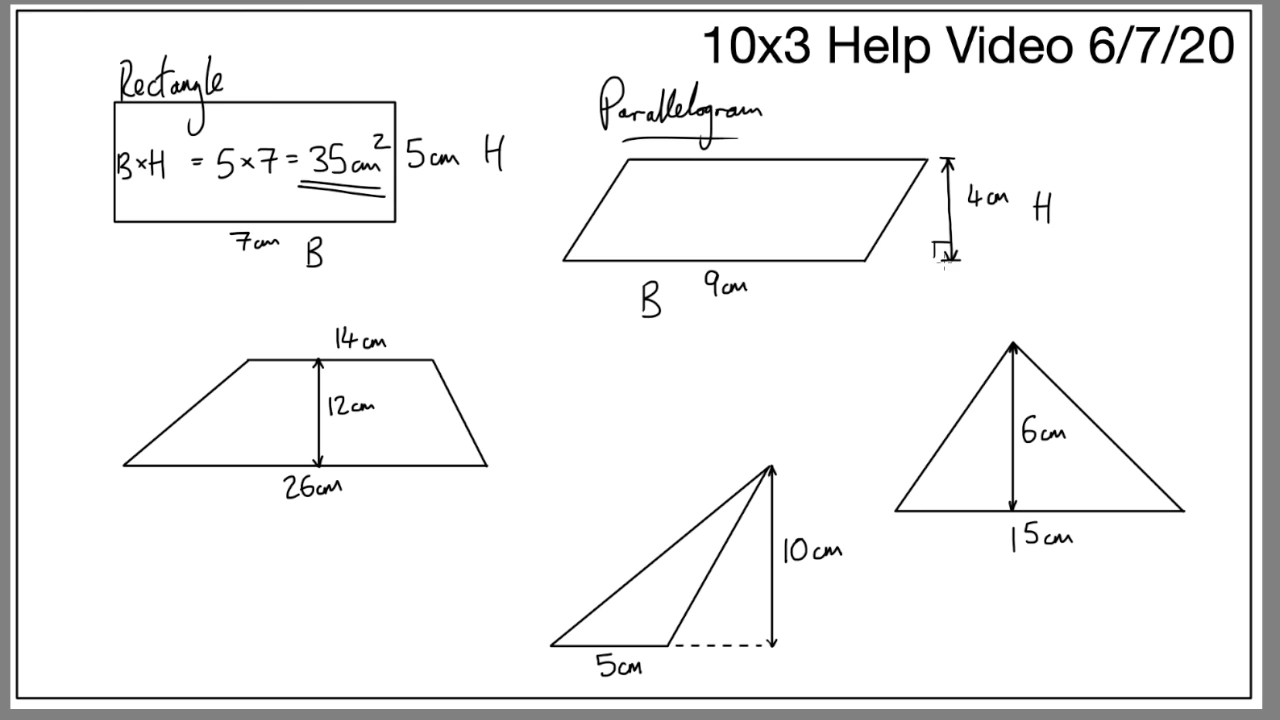 10x3 Help Video 6/7/20
Rectangle
B×H = 5×7 = 35cm²
5cm H
7cm B
Parallelogram
4cm H
B 9cm
14cm
12cm
26cm
6cm
15cm
10cm
5cm